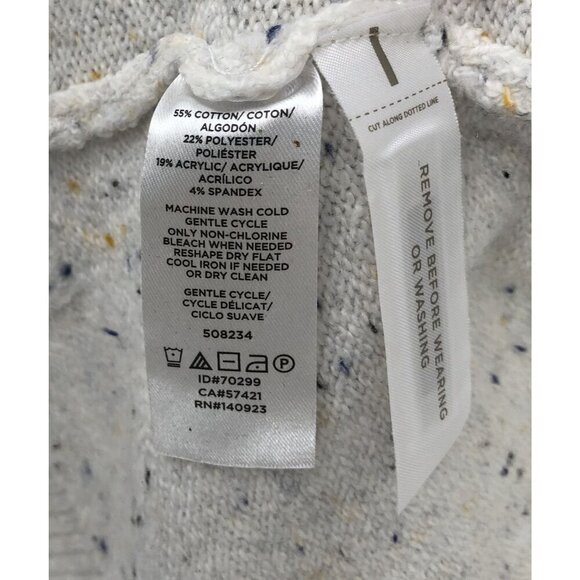 55% COTTON/ COTON/
ALGODÓN
22% POLYESTER/
POLIÉSTER
19% ACRYLIC/ ACRYLIQUE/
ACRÍLICO
4% SPANDEX
MACHINE WASH COLD
GENTLE CYCLE
ONLY NON-CHLORINE
BLEACH WHEN NEEDED
RESHAPE DRY FLAT
COOL IRON IF NEEDED
OR DRY CLEAN
GENTLE CYCLE/
CYCLE DÉLICAT/
CICLO SUAVE
508234
P
ID#70299
CA#57421
RN#140923
CUT ALONG DOTTED LINE
REMOVE BEFORE WEARING
OR WASHING